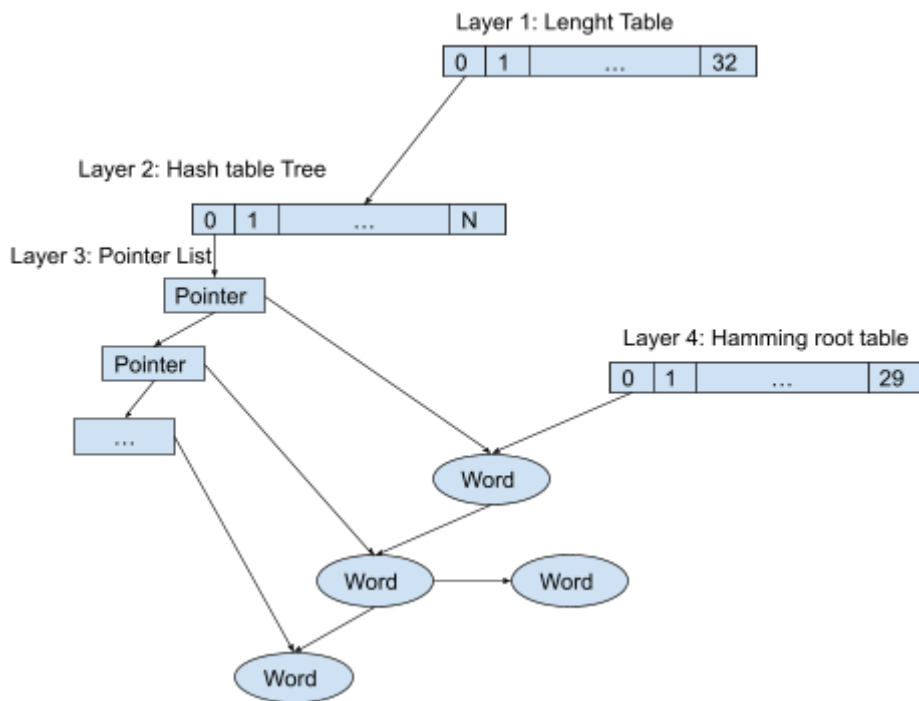 Layer 1: Lenght Table
0 1 ... 32
Layer 2: Hash table Tree
0 1 ... N
Layer 3: Pointer List
Pointer
Layer 4: Hamming root table
Pointer
0 1 ... 29
...
Word
Word Word
Word